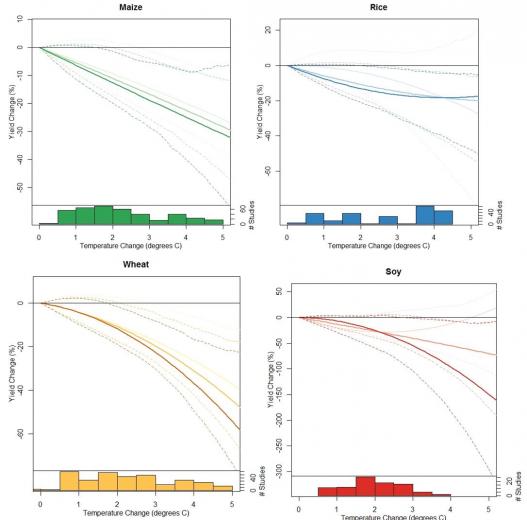 Maize
Yield Change (%)
10
0
-10
-20
-30
-40
-50
0 60
# Studies
0 1 2 3 4 5
Temperature Change (degrees C)
Rice
Yield Change (%)
20
0
-20
-40
-60
0 40
# Studies
0 1 2 3 4 5
Temperature Change (degrees C)
Wheat
Yield Change (%)
0
-20
-40
-60
0 40
# Studies
0 1 2 3 4 5
Temperature Change (degrees C)
Soy
Yield Change (%)
50
0
-50
-100
-150
-200
-250
-300
0 20
# Studies
0 1 2 3 4 5
Temperature Change (degrees C)